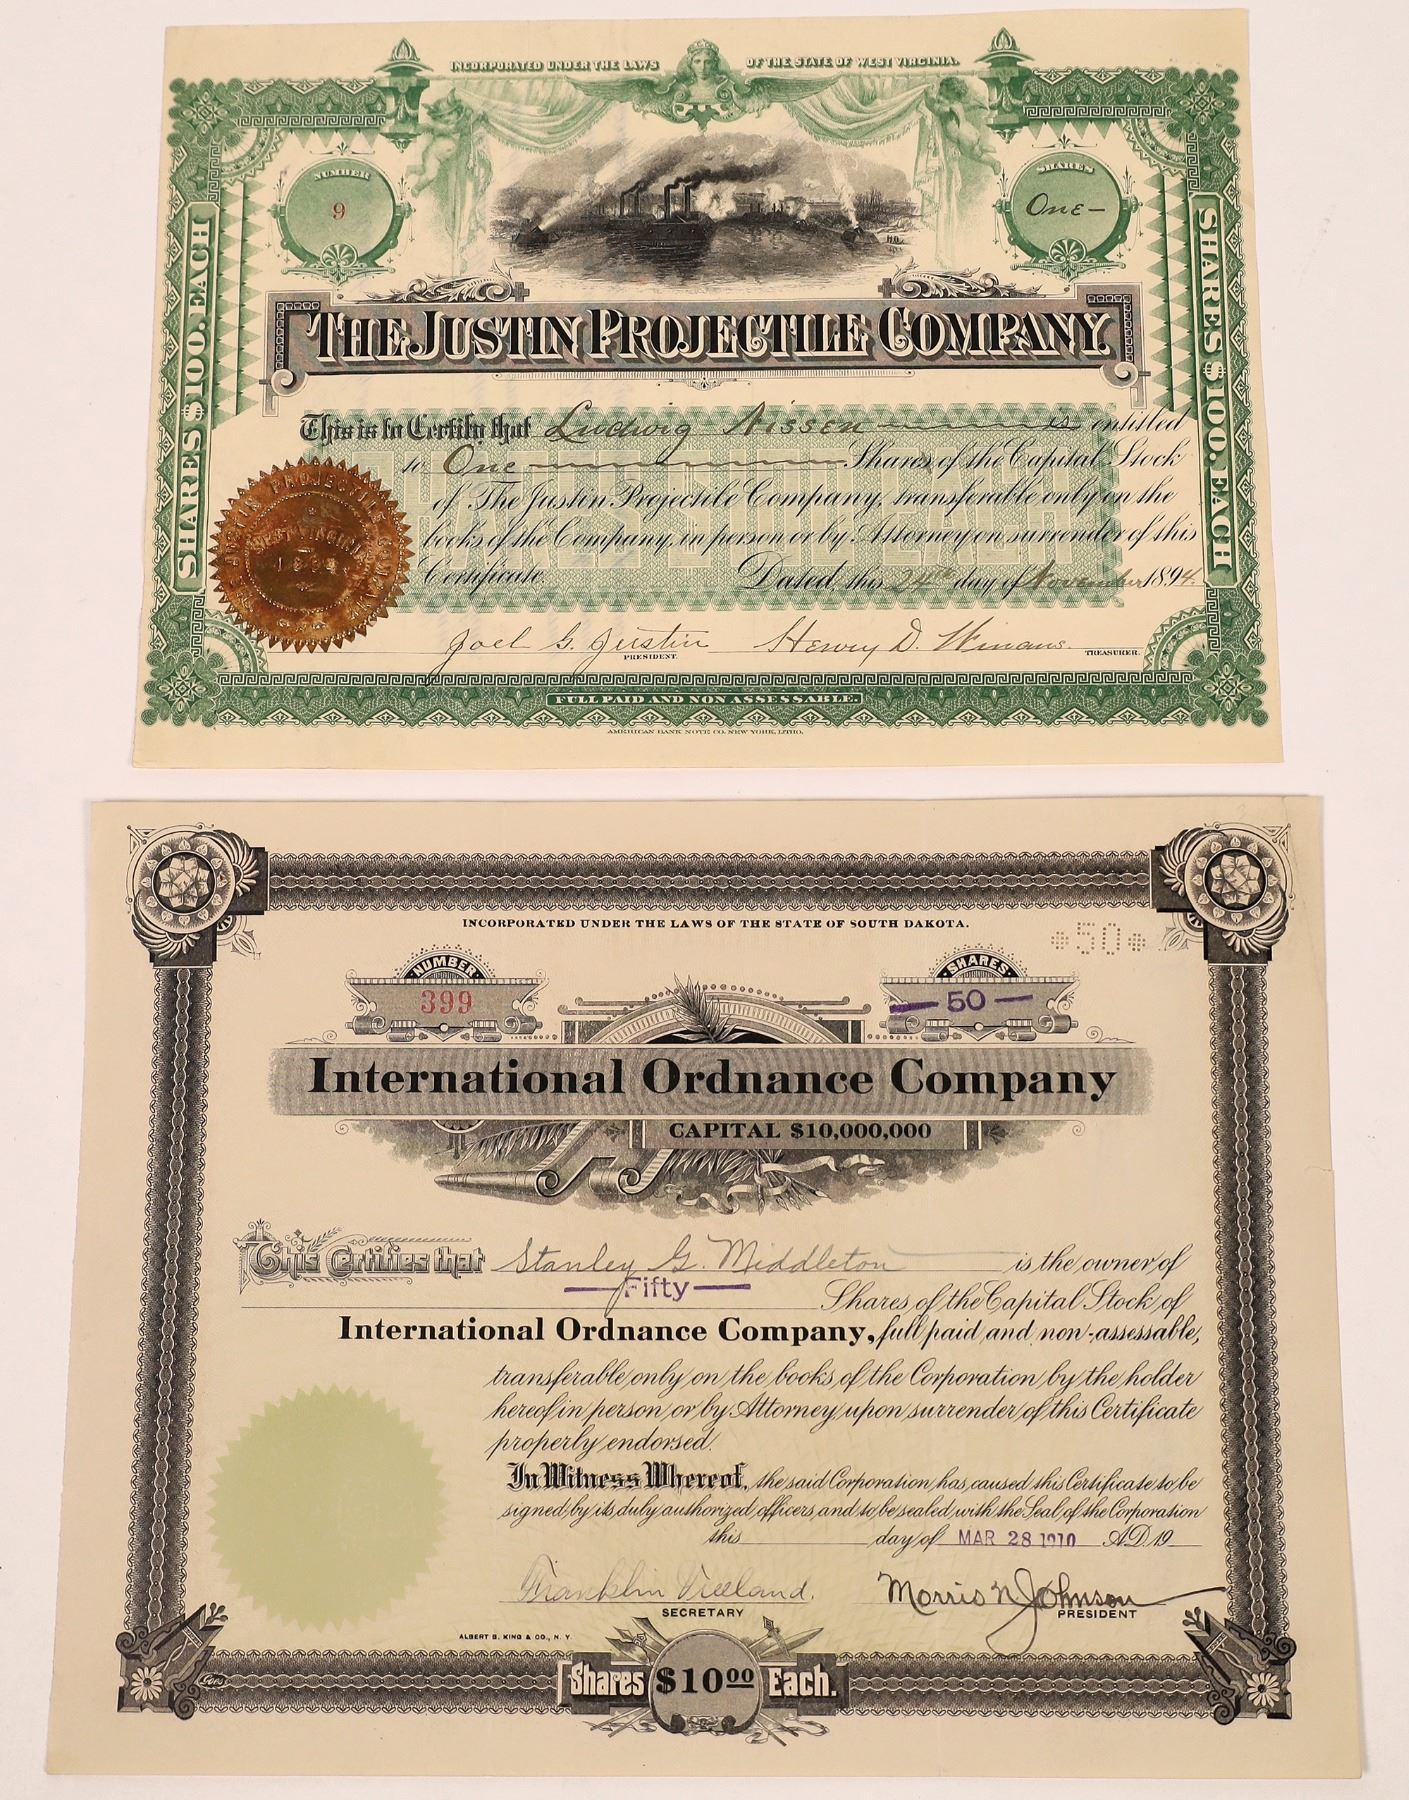 INCORPORATED UNDER THE LAWS OF THE STATE OF WEST VIRGINIA.
NUMBER
9
SHARES
One
SHARES $100. EACH
SHARES $100. EACH
THE JUSTIN PROJECTILE COMPANY.
This is to Certify that Ludwig Nissen is entitled
to One Shares of the Capital Stock
of The Justin Projectile Company, transferable only on the
books of the Company, in person or by Attorney on surrender of this
Certificate. Dated, this 24th day of November 1894.
JUSTIN PROJECTILE COMPANY
WEST VIRGINIA
Joel G. Justin Henry D. Winans.
PRESIDENT. TREASURER.
FULL PAID AND NON ASSESSABLE.
AMERICAN BANK NOTE CO. NEW YORK, LITHO.
INCORPORATED UNDER THE LAWS OF THE STATE OF SOUTH DAKOTA.
50
NUMBER
399
SHARES
50
International Ordnance Company
CAPITAL $10,000,000
This Certifies that Stanley G. Middleton is the owner of
Fifty Shares of the Capital Stock of
International Ordnance Company, full paid and non-assessable,
transferable only on the books of the Corporation by the holder
hereof in person or by Attorney upon surrender of this Certificate
properly endorsed.
In Witness Whereof, the said Corporation has caused this Certificate to be
signed by its duly authorized officers and to be sealed with the Seal of the Corporation
this day of MAR 28 1910 A.D. 19
Franklin Vreeland. Morris N Johnson
SECRETARY PRESIDENT
ALBERT B. KING & CO., N. Y.
Goes
Shares $10.00 Each.